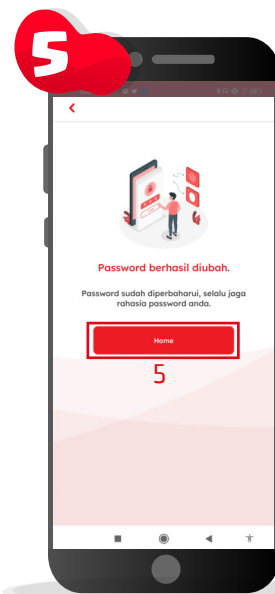 5
Password berhasil diubah.
Password sudah diperbaharui, selalu jaga
rahasia password anda.
Home
5